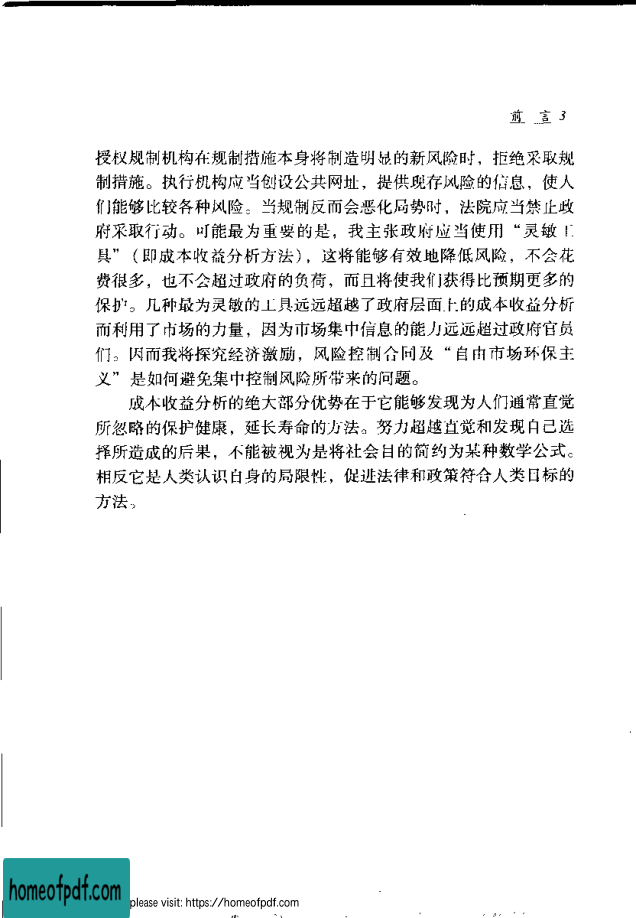 前 言 3
授权规制机构在规制措施本身将制造明显的新风险时，拒绝采取规
制措施。执行机构应当创设公共网址，提供现存风险的信息，使人
们能够比较各种风险。当规制反而会恶化局势时，法院应当禁止政
府采取行动。可能最为重要的是，我主张政府应当使用“灵敏工
具”（即成本收益分析方法），这将能够有效地降低风险，不会花
费很多，也不会超过政府的负荷，而且将使我们获得比预期更多的
保护。几种最为灵敏的工具远远超越了政府层面上的成本收益分析
而利用了市场的力量，因为市场集中信息的能力远远超过政府官员
们。因而我将探究经济激励，风险控制合同及“自由市场环保主
义”是如何避免集中控制风险所带来的问题。
成本收益分析的绝大部分优势在于它能够发现为人们通常直觉
所忽略的保护健康，延长寿命的方法。努力超越直觉和发现自己选
择所造成的后果，不能被视为是将社会目的简约为某种数学公式。
相反它是人类认识自身的局限性，促进法律和政策符合人类目标的
方法。
homeofpdf.com
please visit: https://homeofpdf.com